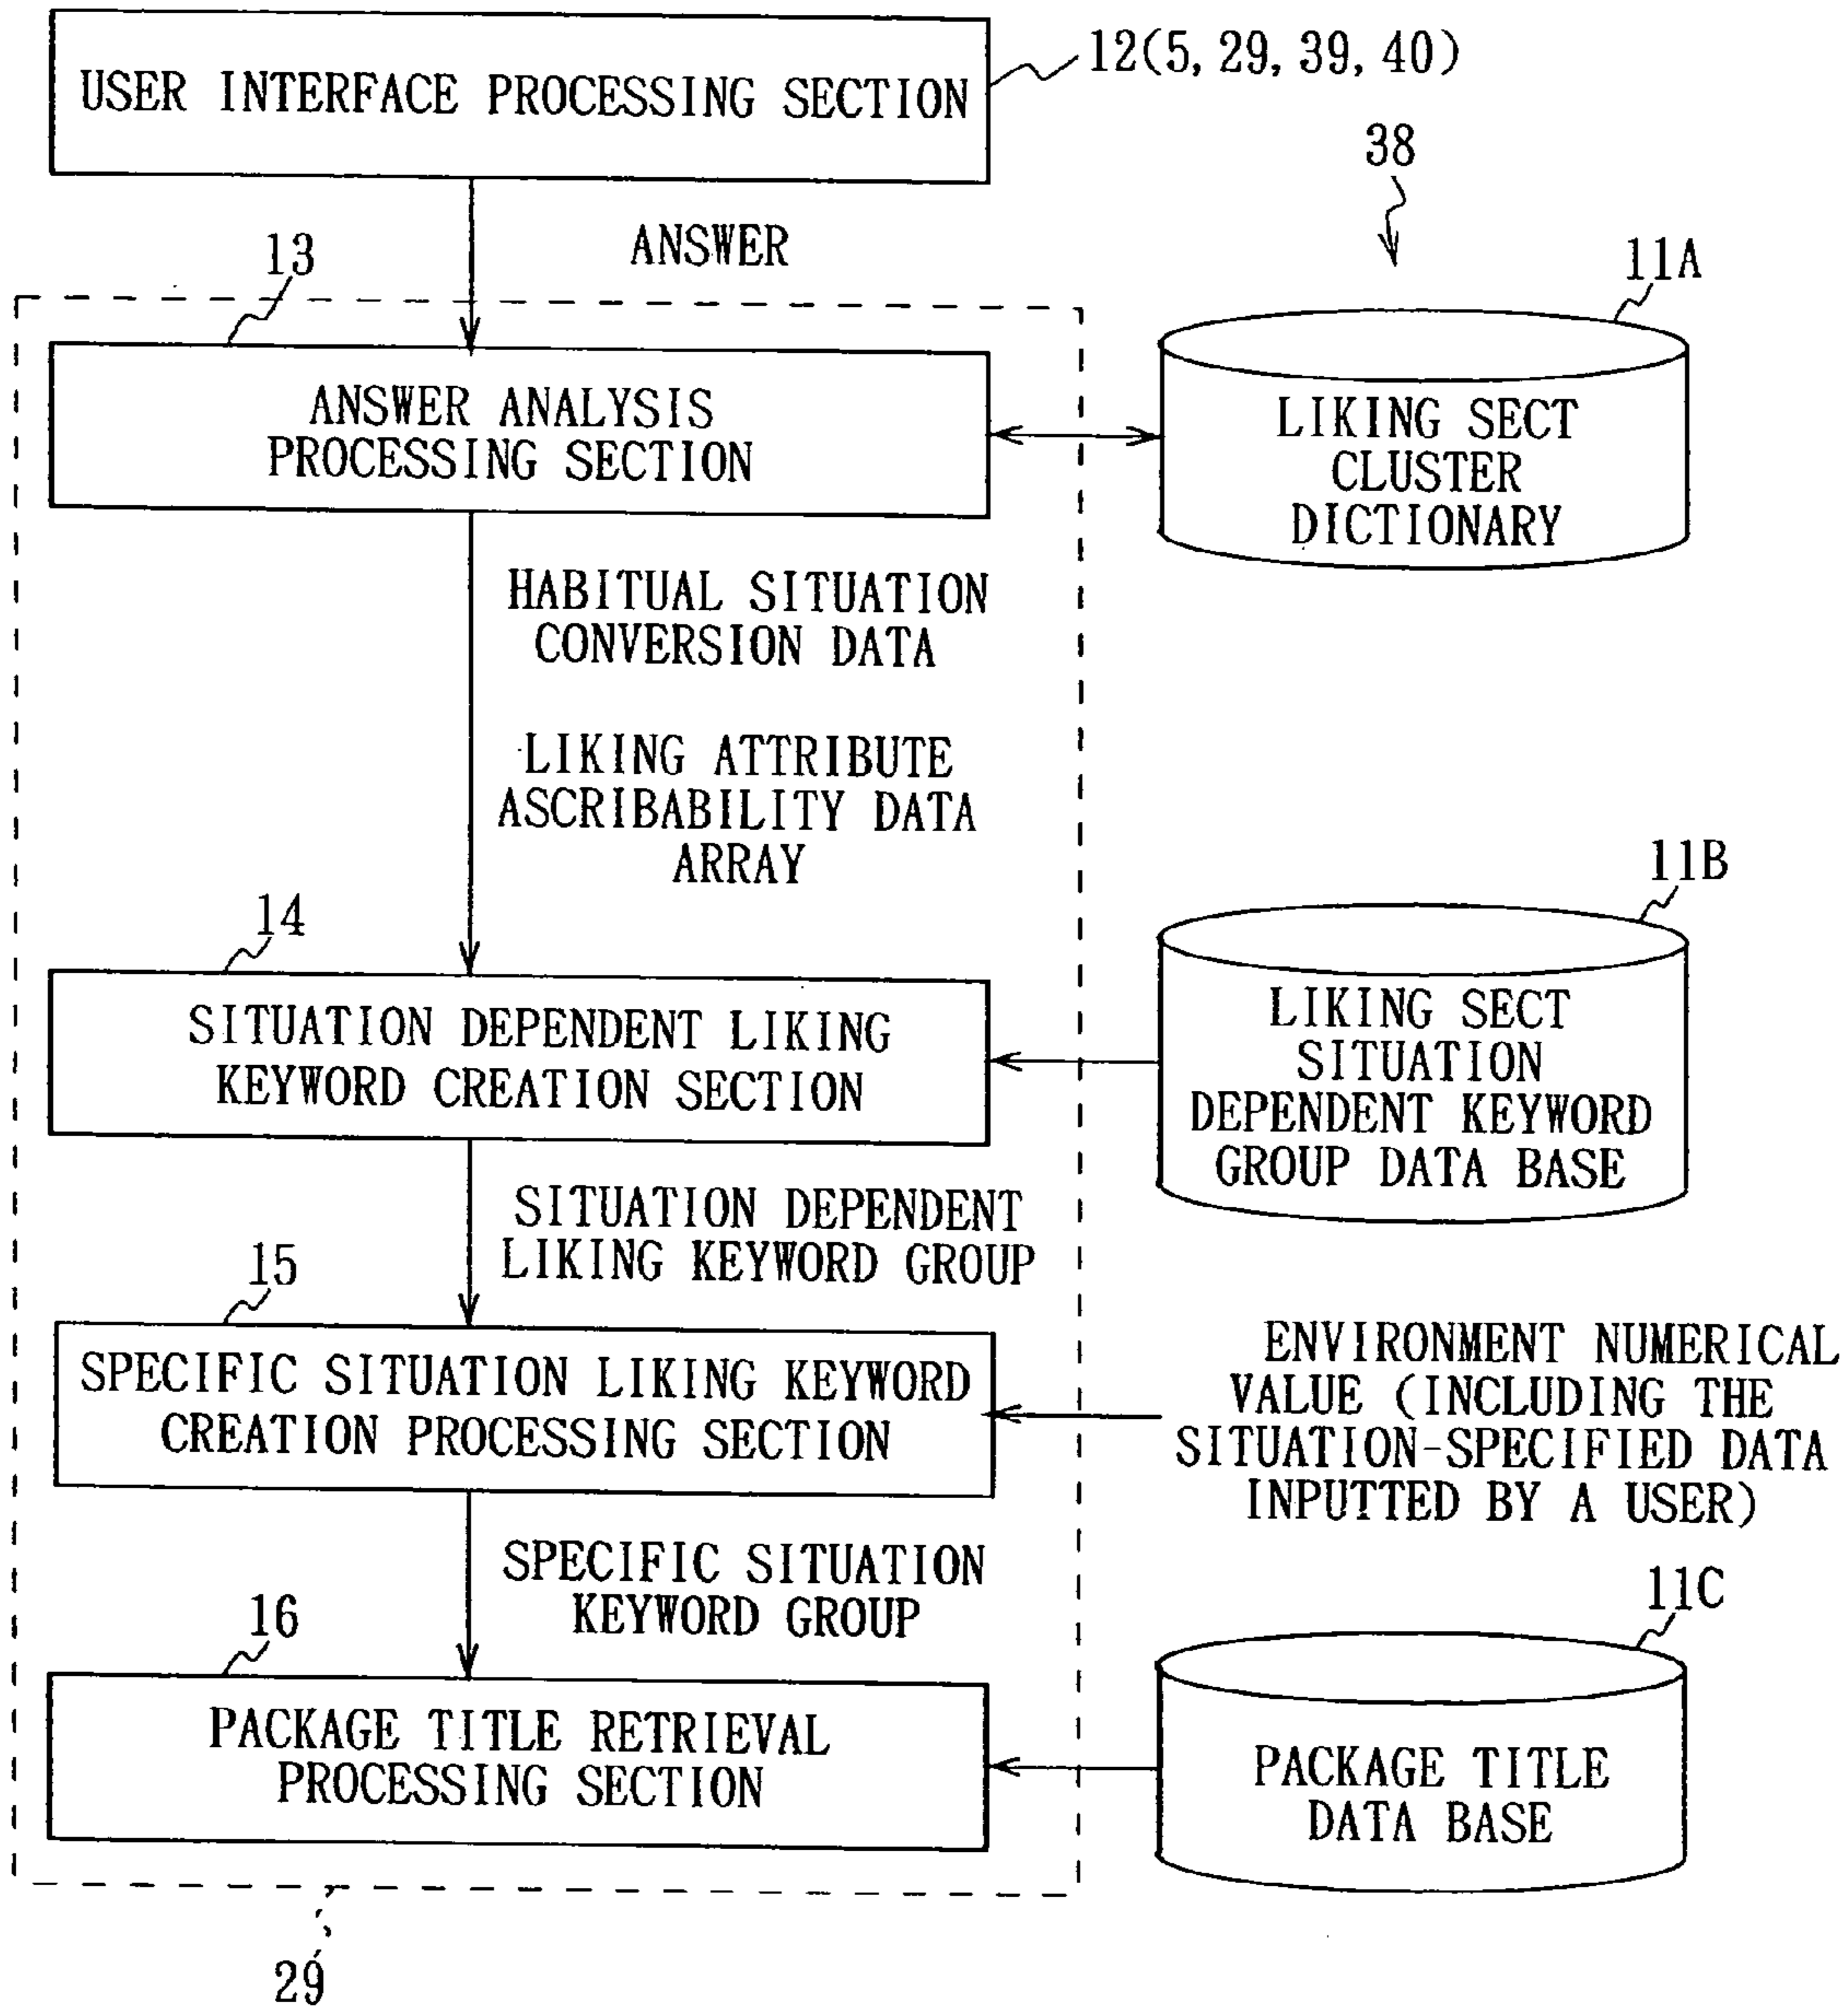 USER INTERFACE PROCESSING SECTION
12(5, 29, 39, 40)
38
ANSWER
13
11A
ANSWER ANALYSIS
PROCESSING SECTION
LIKING SECT
CLUSTER
DICTIONARY
HABITUAL SITUATION
CONVERSION DATA
LIKING ATTRIBUTE
ASCRIBABILITY DATA
ARRAY
14
11B
SITUATION DEPENDENT LIKING
KEYWORD CREATION SECTION
LIKING SECT
SITUATION
DEPENDENT KEYWORD
GROUP DATA BASE
SITUATION DEPENDENT
LIKING KEYWORD GROUP
15
SPECIFIC SITUATION LIKING KEYWORD
CREATION PROCESSING SECTION
ENVIRONMENT NUMERICAL
VALUE (INCLUDING THE
SITUATION-SPECIFIED DATA
INPUTTED BY A USER)
SPECIFIC SITUATION
KEYWORD GROUP
16
11C
PACKAGE TITLE RETRIEVAL
PROCESSING SECTION
PACKAGE TITLE
DATA BASE
29